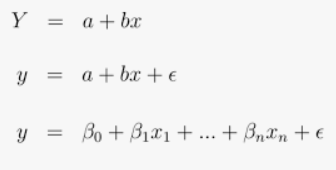 Y = a + bx
y = a + bx + ϵ
y = β₀ + β₁x₁ + ... + βₙxₙ + ϵ